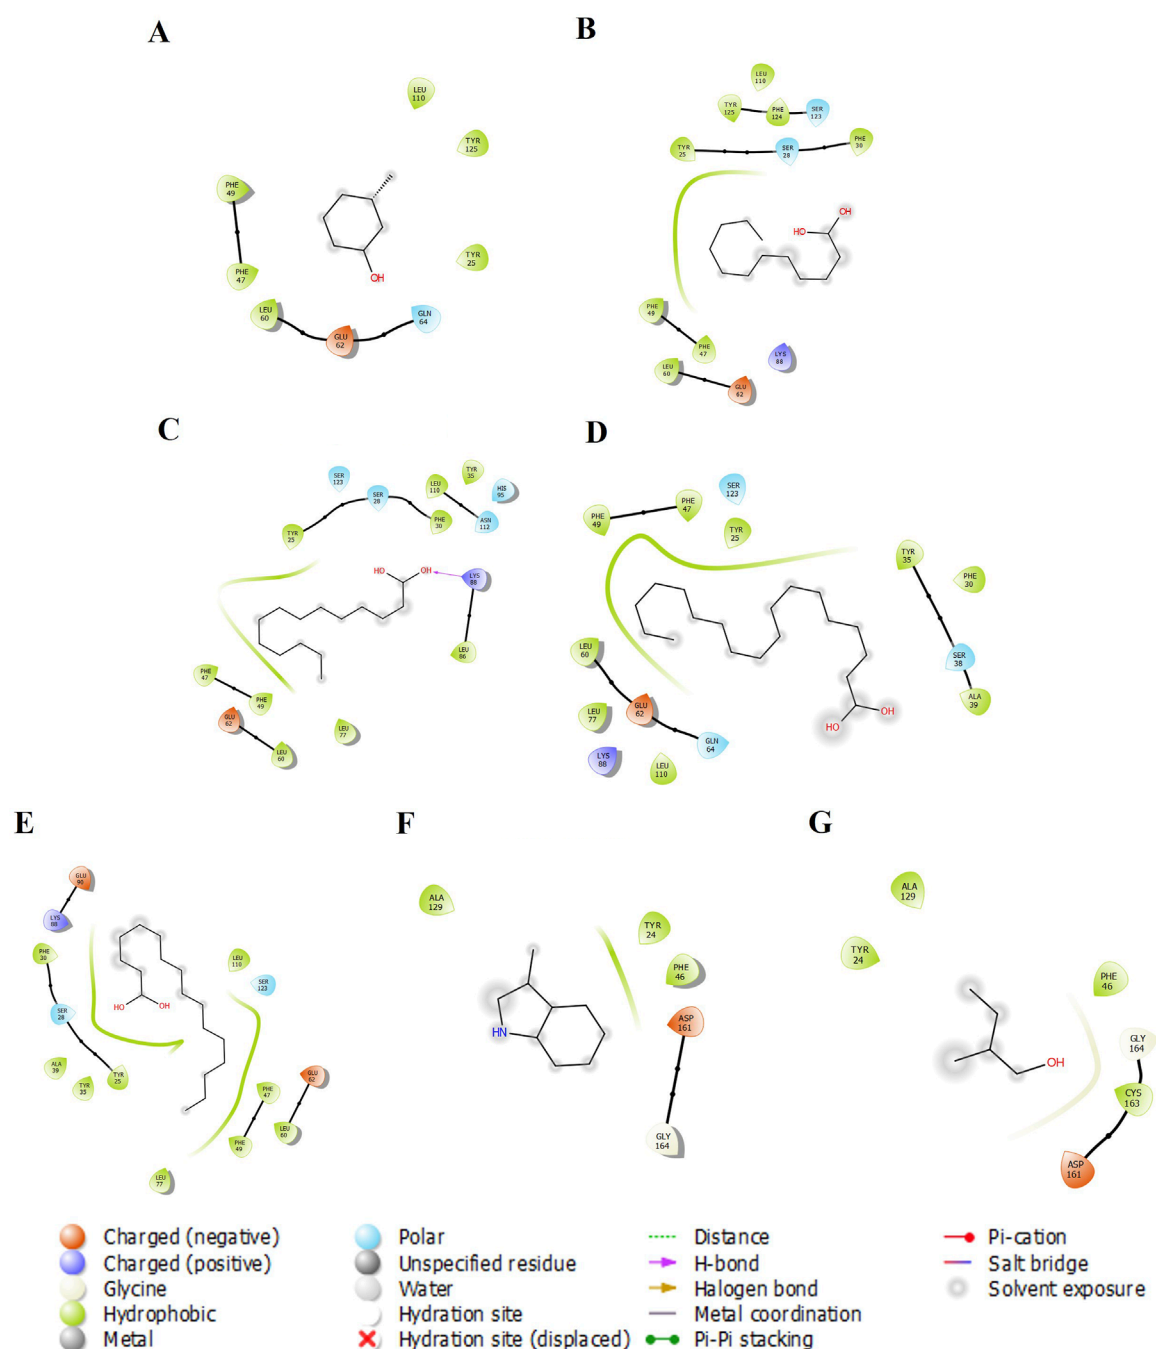 A
LEU
110
TYR
125
PHE
49
TYR
25
PHE
47
OH
LEU
60
GLU
62
GLN
64
B
LEU
110
TYR
125
PHE
124
SER
123
TYR
25
SER
28
PHE
30
OH
HO
PHE
49
PHE
47
LYS
88
LEU
60
GLU
62
C
SER
123
SER
28
LEU
110
TYR
35
HIS
95
TYR
25
PHE
30
ASN
112
HO
OH
LYS
88
LEU
86
PHE
47
PHE
49
GLU
62
LEU
60
LEU
77
D
PHE
49
PHE
47
SER
123
TYR
25
TYR
35
PHE
30
SER
38
ALA
39
LEU
60
LEU
77
GLU
62
GLN
64
LYS
88
LEU
110
HO
OH
E
GLU
90
LYS
88
PHE
30
SER
28
ALA
39
TYR
35
TYR
25
HO
OH
LEU
110
SER
123
GLU
62
PHE
47
LEU
60
PHE
49
LEU
77
F
ALA
129
TYR
24
PHE
46
ASP
161
HN
GLY
164
G
ALA
129
TYR
24
PHE
46
GLY
164
OH
CYS
163
ASP
161
Charged (negative)
Charged (positive)
Glycine
Hydrophobic
Metal
Polar
Unspecified residue
Water
Hydration site
Hydration site (displaced)
Distance
H-bond
Halogen bond
Metal coordination
Pi-Pi stacking
Pi-cation
Salt bridge
Solvent exposure